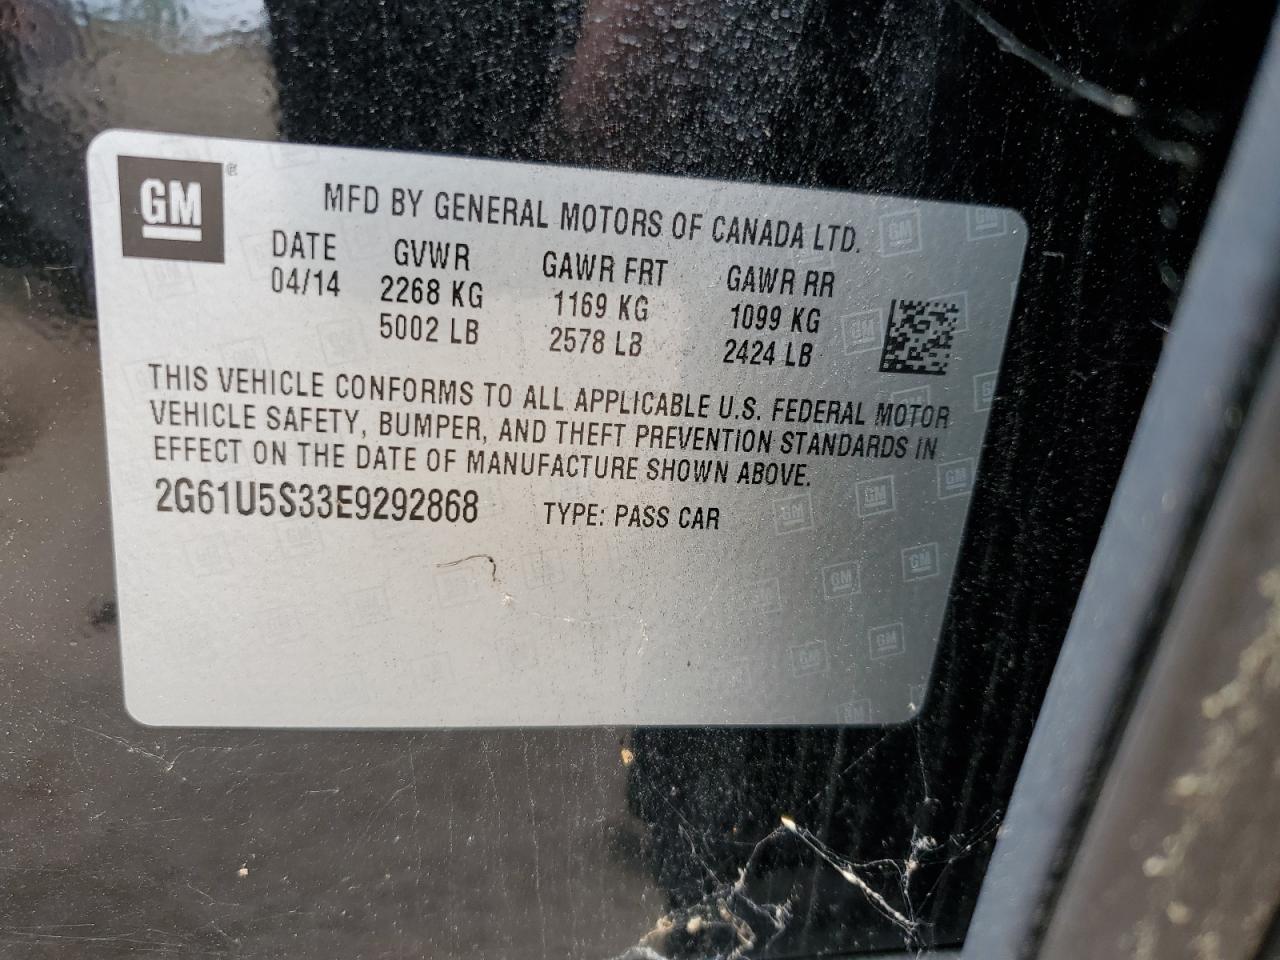 GM
MFD BY GENERAL MOTORS OF CANADA LTD.
DATE GVWR GAWR FRT GAWR RR
04/14 2268 KG 1169 KG 1099 KG
5002 LB 2578 LB 2424 LB
THIS VEHICLE CONFORMS TO ALL APPLICABLE U.S. FEDERAL MOTOR
VEHICLE SAFETY, BUMPER, AND THEFT PREVENTION STANDARDS IN
EFFECT ON THE DATE OF MANUFACTURE SHOWN ABOVE.
2G61U5S33E9292868 TYPE: PASS CAR